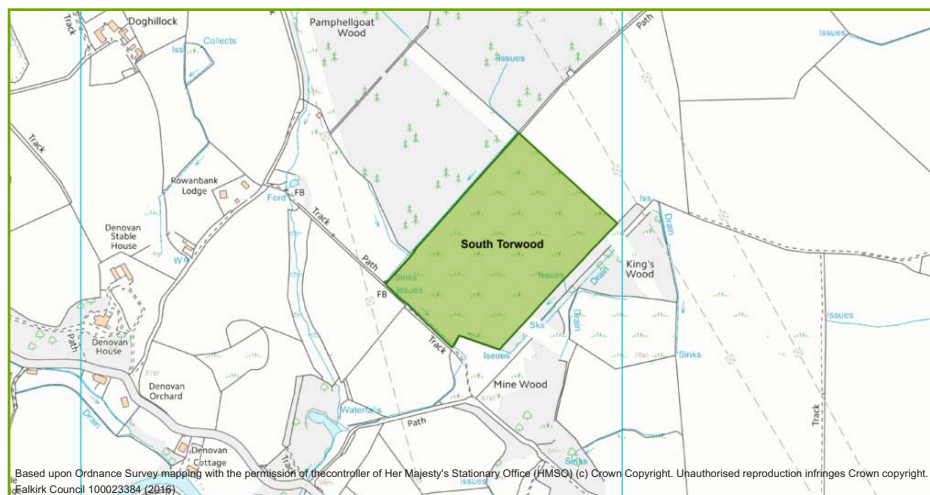 Doghillock
Pamphellgoat
Wood
Path
Issues
Track
Iss
Collects
Issues
Track
Rowanbank
Lodge
Ford
FB
Iss
Drain
Denovan
Stable
House
Track
South Torwood
W
Path
Sinks
Issues
Issues
Drain
King's
Wood
FB
Path
Denovan
House
Track
Sks
Drain
Issues
Issues
Sinks
Mine Wood
Denovan
Orchard
Waterfalls
Path
Track
Drain
Denovan
Cottage
Track
Sinks
Based upon Ordnance Survey mapping with the permission of thecontroller of Her Majesty's Stationary Office (HMSO) (c) Crown Copyright. Unauthorised reproduction infringes Crown copyright.
Falkirk Council 100023384 (2016)